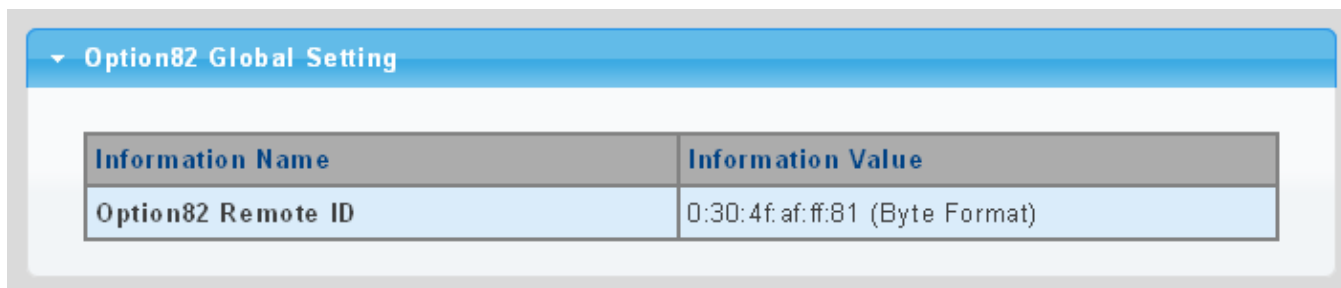 Option82 Global Setting
Information Name Information Value
Option82 Remote ID 0:30:4f:af:ff:81 (Byte Format)